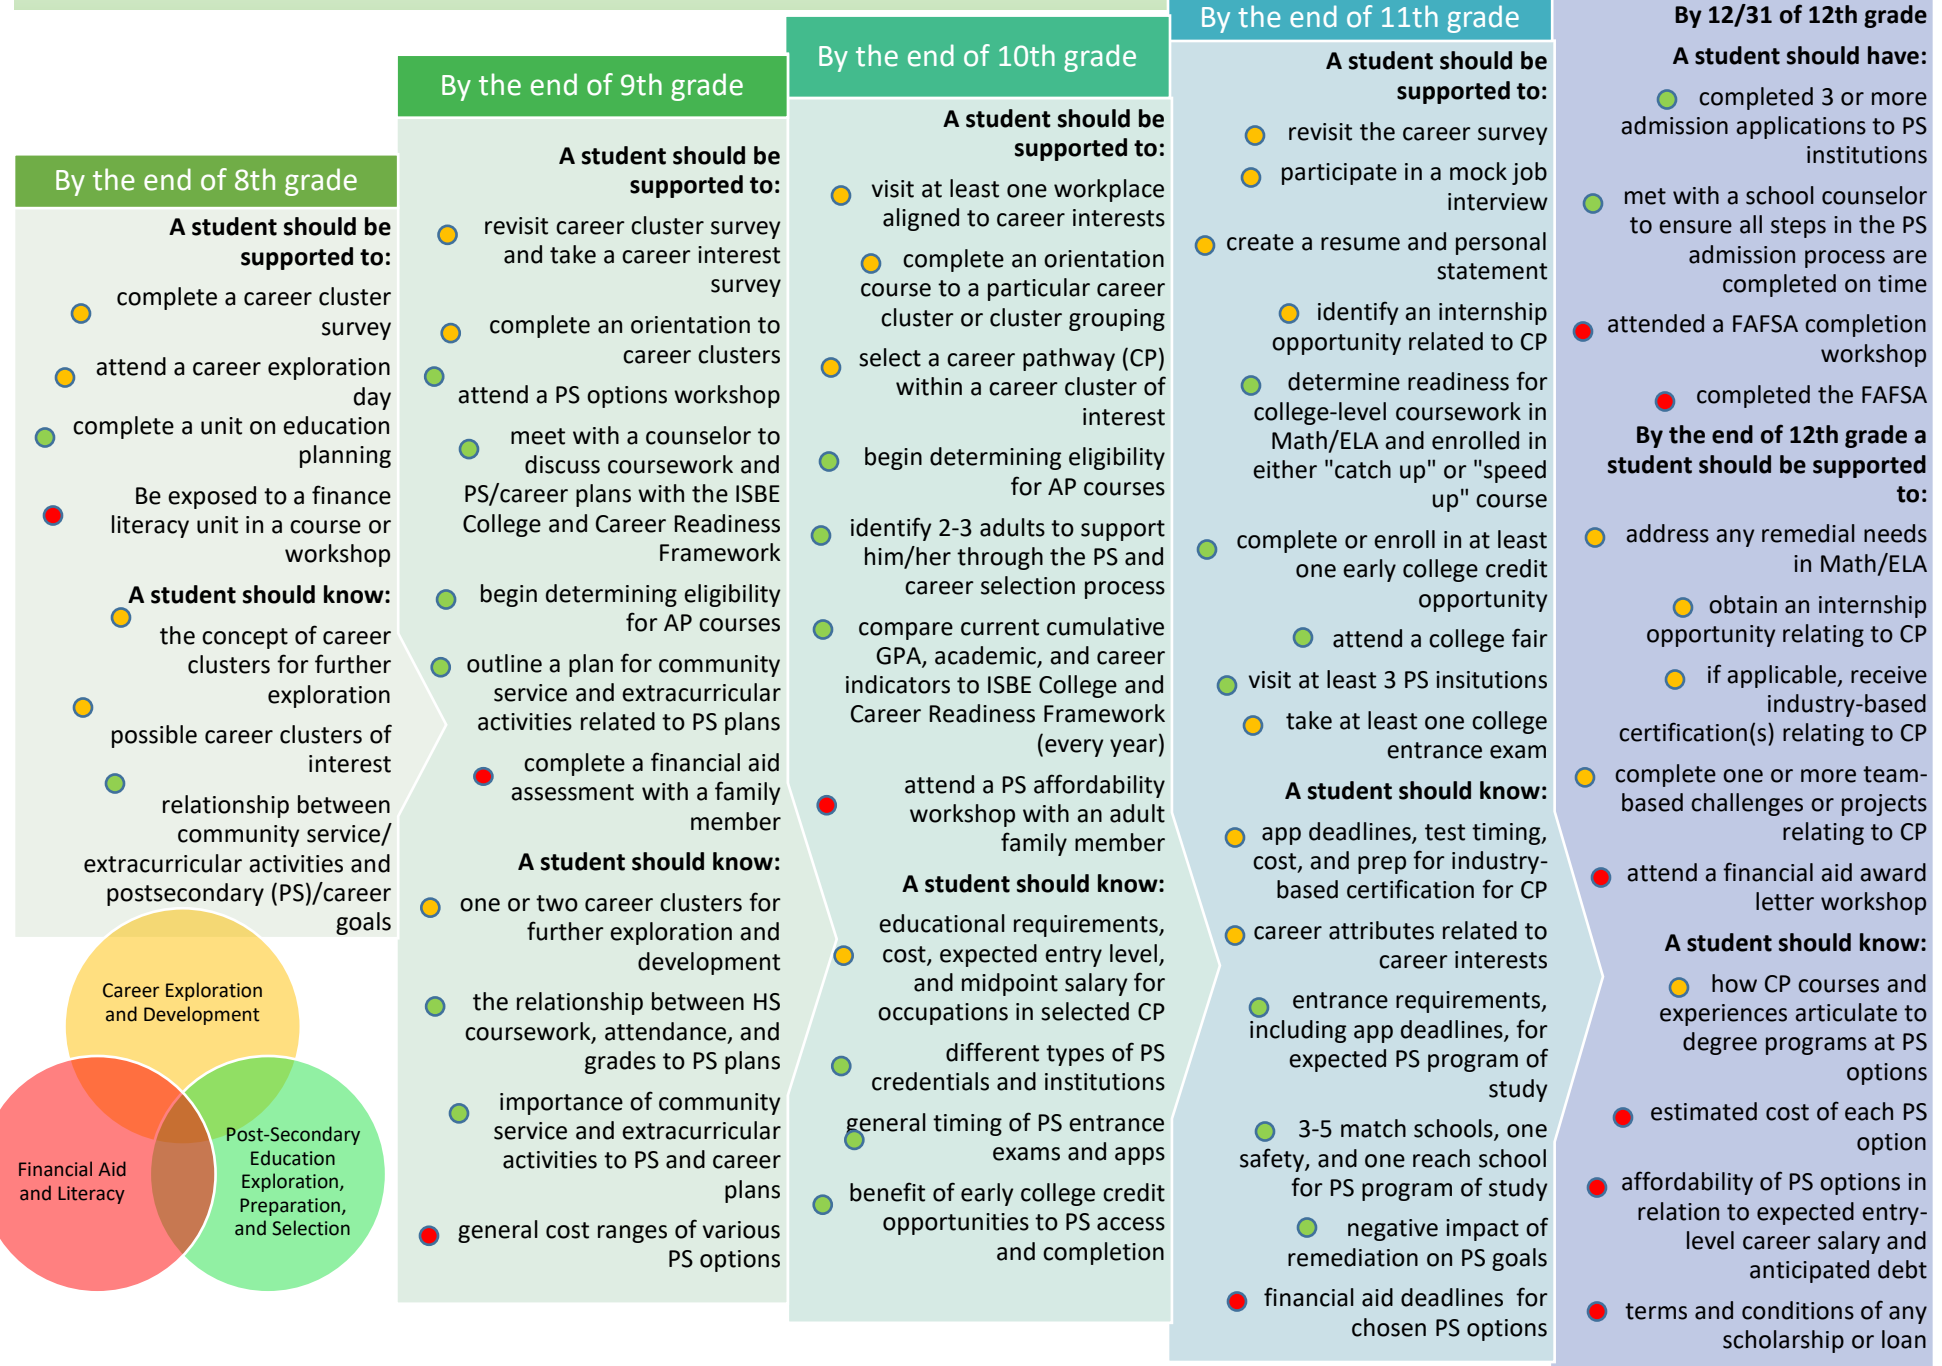 By the end of 8th grade
A student should be
supported to:
complete a career cluster
survey
attend a career exploration
day
complete a unit on education
planning
Be exposed to a finance
literacy unit in a course or
workshop
A student should know:
the concept of career
clusters for further
exploration
possible career clusters of
interest
relationship between
community service/
extracurricular activities and
postsecondary (PS)/career
goals
Career Exploration
and Development
Financial Aid
and Literacy
Post-Secondary
Education
Exploration,
Preparation,
and Selection
By the end of 9th grade
A student should be
supported to:
revisit career cluster survey
and take a career interest
survey
complete an orientation to
career clusters
attend a PS options workshop
meet with a counselor to
discuss coursework and
PS/career plans with the ISBE
College and Career Readiness
Framework
begin determining eligibility
for AP courses
outline a plan for community
service and extracurricular
activities related to PS plans
complete a financial aid
assessment with a family
member
A student should know:
one or two career clusters for
further exploration and
development
the relationship between HS
coursework, attendance, and
grades to PS plans
importance of community
service and extracurricular
activities to PS and career
plans
general cost ranges of various
PS options
By the end of 10th grade
A student should be
supported to:
visit at least one workplace
aligned to career interests
complete an orientation
course to a particular career
cluster or cluster grouping
select a career pathway (CP)
within a career cluster of
interest
begin determining eligibility
for AP courses
identify 2-3 adults to support
him/her through the PS and
career selection process
compare current cumulative
GPA, academic, and career
indicators to ISBE College and
Career Readiness Framework
(every year)
attend a PS affordability
workshop with an adult
family member
A student should know:
educational requirements,
cost, expected entry level,
and midpoint salary for
occupations in selected CP
different types of PS
credentials and institutions
general timing of PS entrance
exams and apps
benefit of early college credit
opportunities to PS access
and completion
By the end of 11th grade
A student should be
supported to:
revisit the career survey
participate in a mock job
interview
create a resume and personal
statement
identify an internship
opportunity related to CP
determine readiness for
college-level coursework in
Math/ELA and enrolled in
either "catch up" or "speed
up" course
complete or enroll in at least
one early college credit
opportunity
attend a college fair
visit at least 3 PS insitutions
take at least one college
entrance exam
A student should know:
app deadlines, test timing,
cost, and prep for industry-
based certification for CP
career attributes related to
career interests
entrance requirements,
including app deadlines, for
expected PS program of
study
3-5 match schools, one
safety, and one reach school
for PS program of study
negative impact of
remediation on PS goals
financial aid deadlines for
chosen PS options
By 12/31 of 12th grade
A student should have:
completed 3 or more
admission applications to PS
institutions
met with a school counselor
to ensure all steps in the PS
admission process are
completed on time
attended a FAFSA completion
workshop
completed the FAFSA
By the end of 12th grade a
student should be supported
to:
address any remedial needs
in Math/ELA
obtain an internship
opportunity relating to CP
if applicable, receive
industry-based
certification(s) relating to CP
complete one or more team-
based challenges or projects
relating to CP
attend a financial aid award
letter workshop
A student should know:
how CP courses and
experiences articulate to
degree programs at PS
options
estimated cost of each PS
option
affordability of PS options in
relation to expected entry-
level career salary and
anticipated debt
terms and conditions of any
scholarship or loan